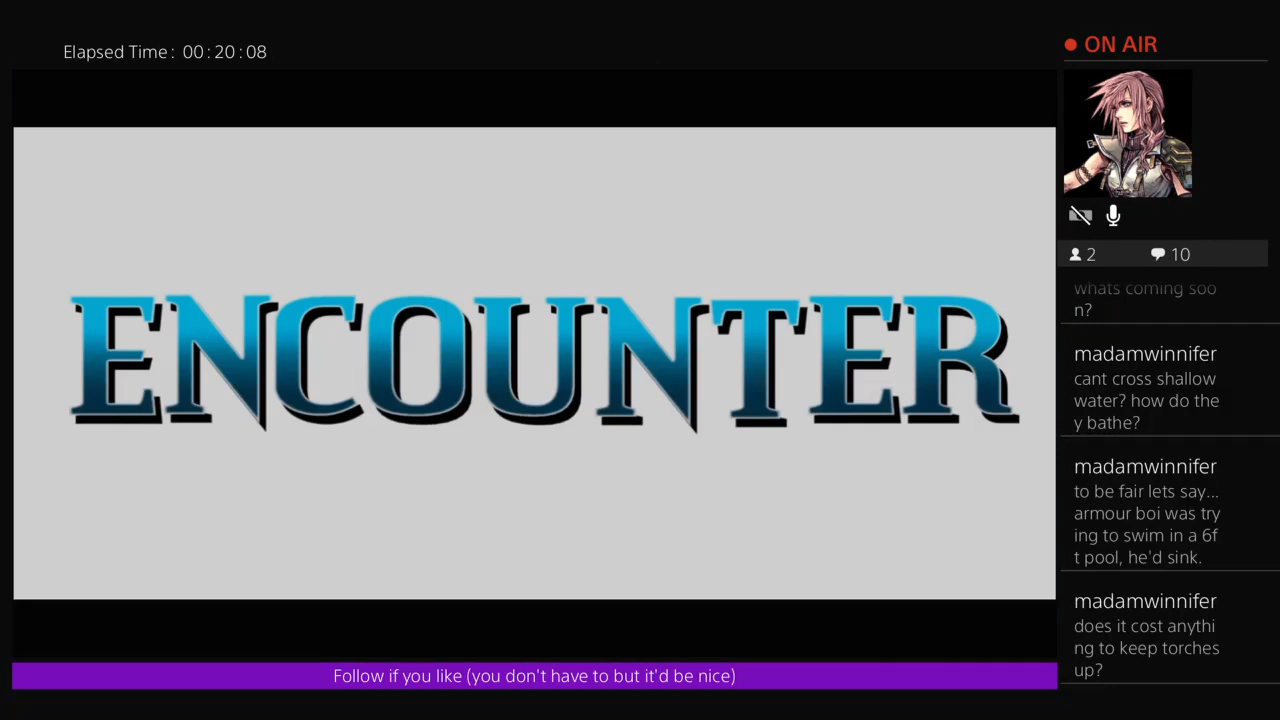 Elapsed Time: 00:20:08
ON AIR
2 10
whats coming soo
n?
ENCOUNTER
madamwinnifer
cant cross shallow
water? how do the
y bathe?
madamwinnifer
to be fair lets say...
armour boi was try
ing to swim in a 6f
t pool, he'd sink.
madamwinnifer
does it cost anythi
ng to keep torches
up?
Follow if you like (you don't have to but it'd be nice)